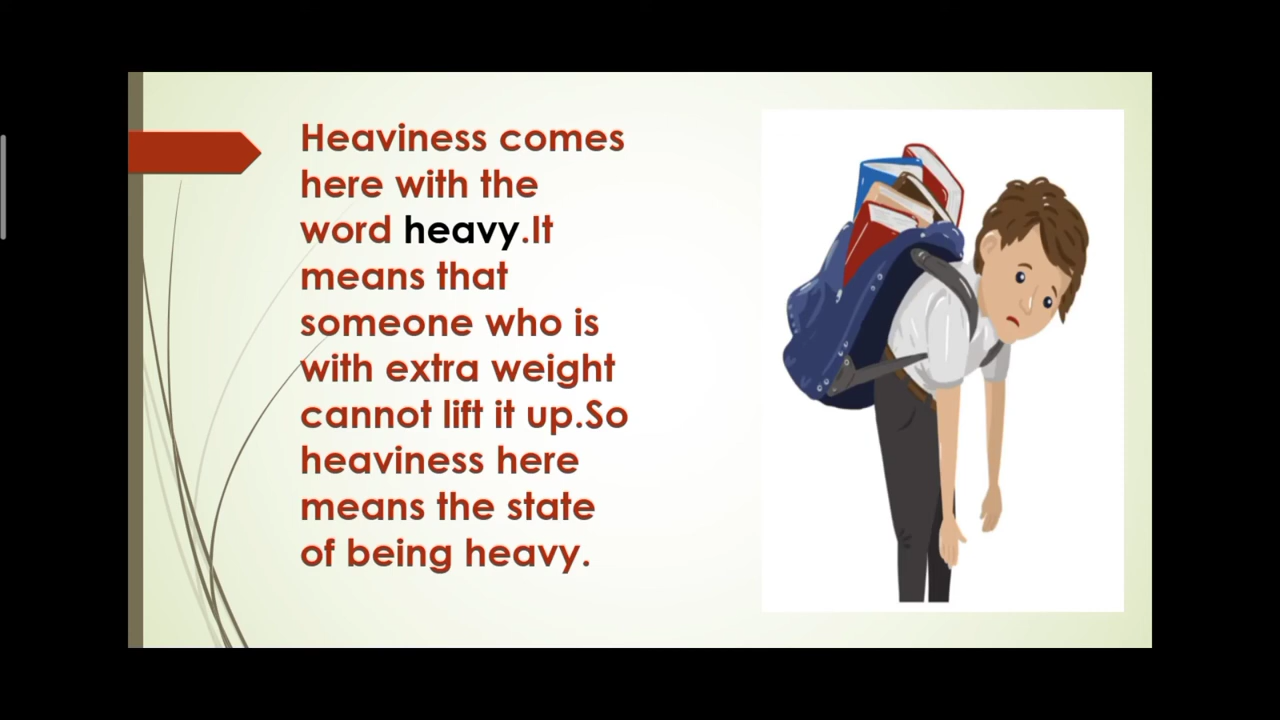 Heaviness comes
here with the
word heavy.It
means that
someone who is
with extra weight
cannot lift it up.So
heaviness here
means the state
of being heavy.